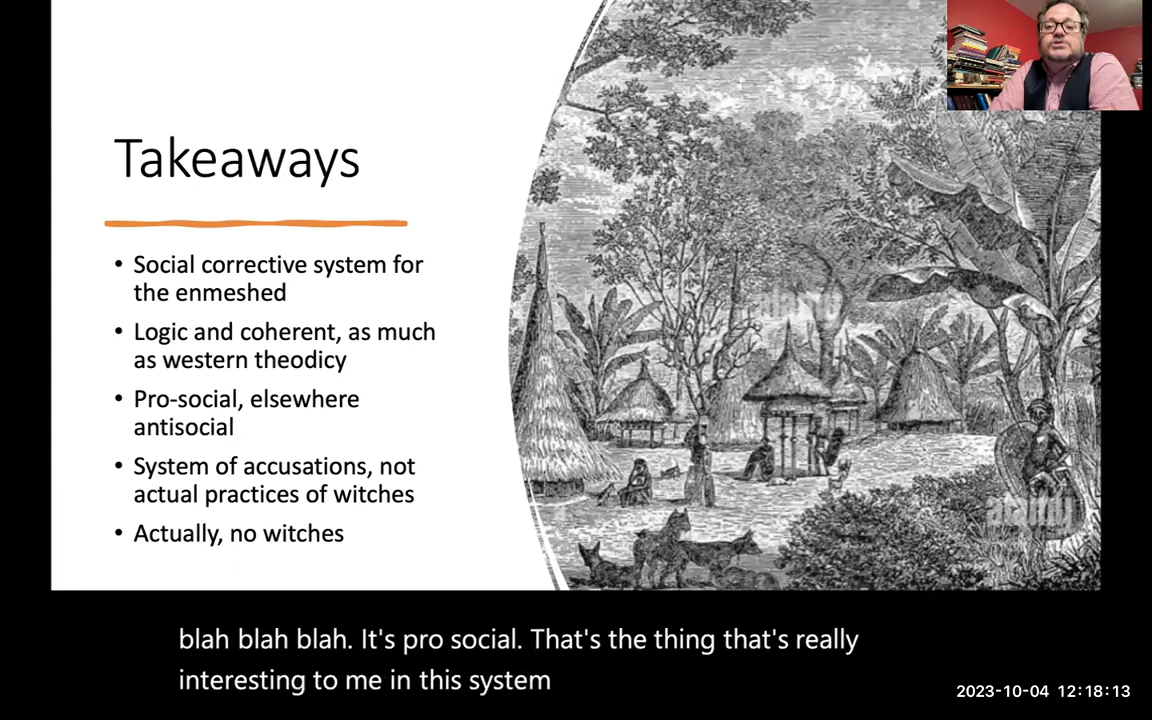 Takeaways
• Social corrective system for
the enmeshed
• Logic and coherent, as much
as western theodicy
• Pro-social, elsewhere
antisocial
• System of accusations, not
actual practices of witches
• Actually, no witches
alamy
alamy
blah blah blah. It's pro social. That's the thing that's really
interesting to me in this system
2023-10-04 12:18:13